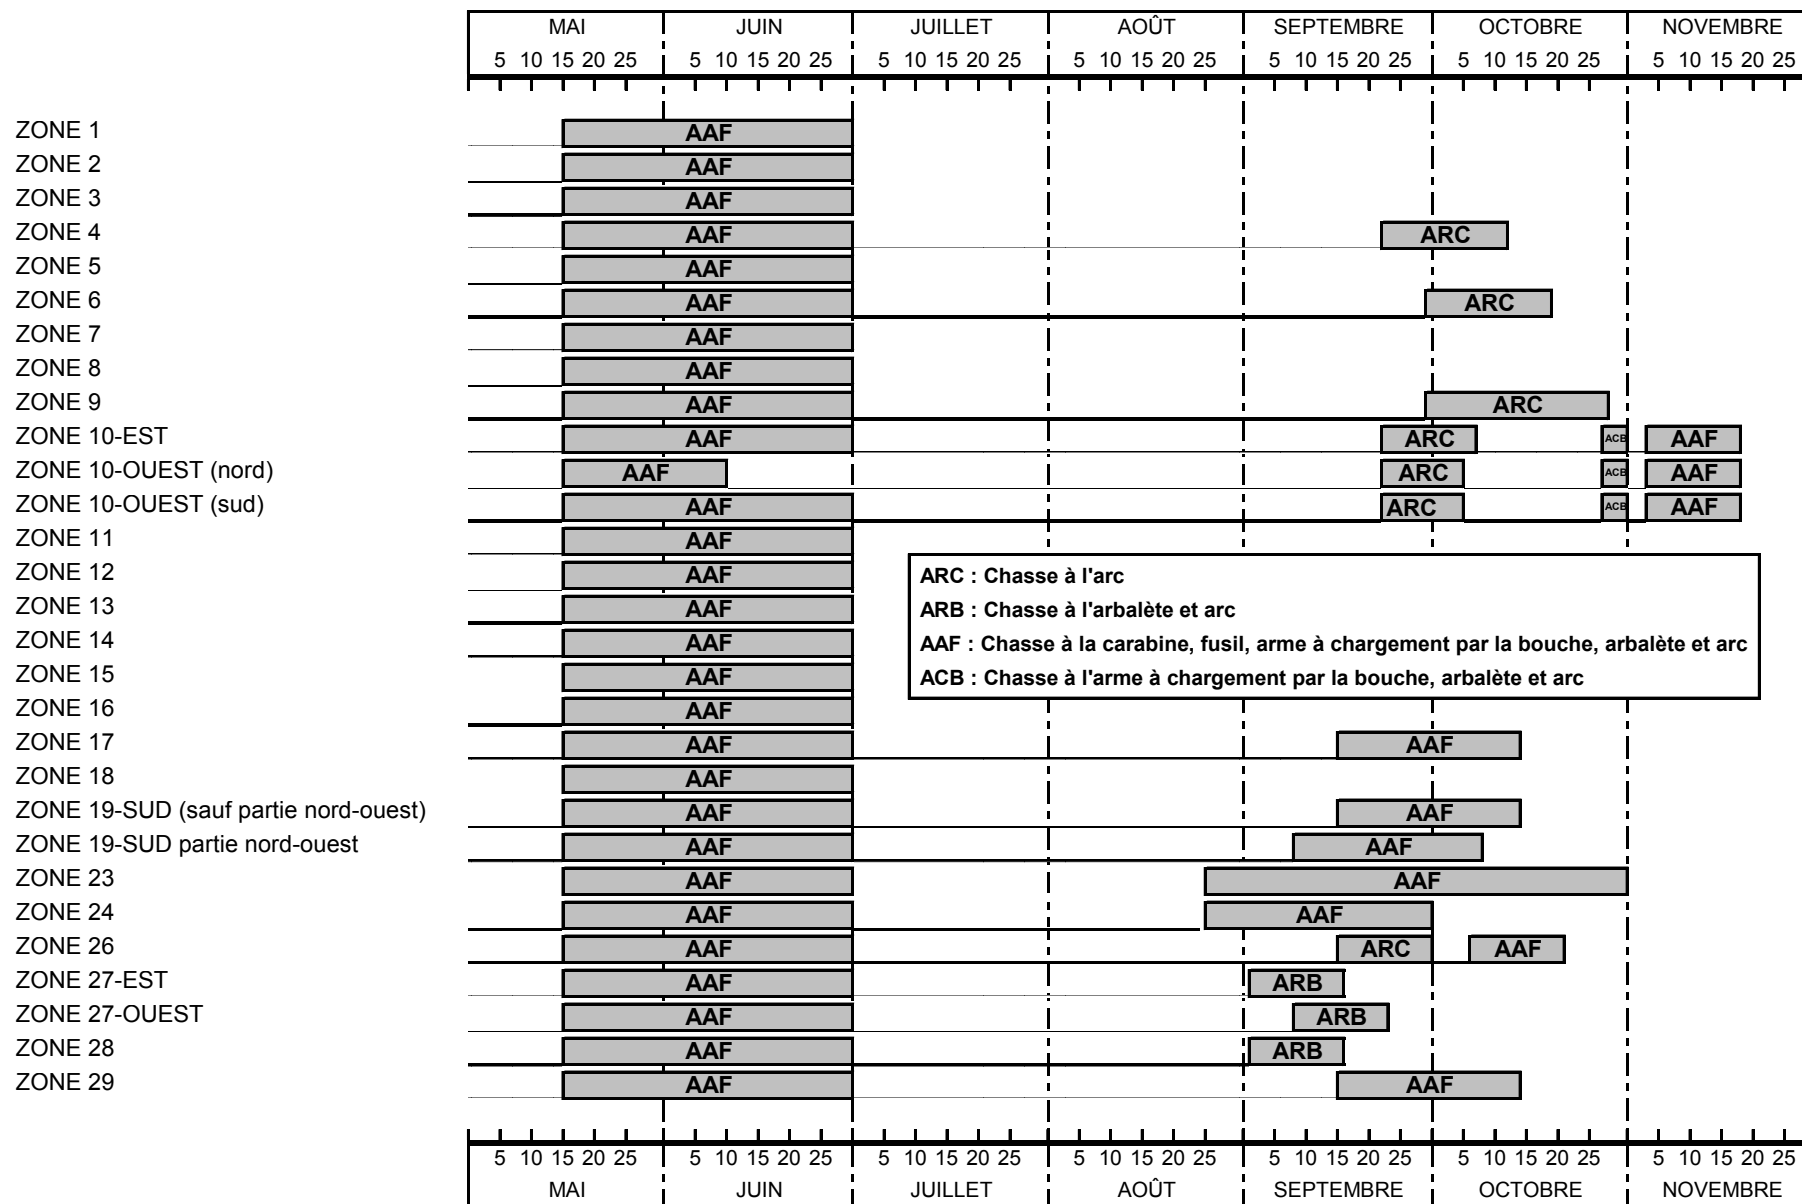 MAI JUIN JUILLET AOÛT SEPTEMBRE OCTOBRE NOVEMBRE
5 10 15 20 25 5 10 15 20 25 5 10 15 20 25 5 10 15 20 25 5 10 15 20 25 5 10 15 20 25 5 10 15 20 25
ZONE 1 AAF
ZONE 2 AAF
ZONE 3 AAF
ZONE 4 AAF ARC
ZONE 5 AAF
ZONE 6 AAF ARC
ZONE 7 AAF
ZONE 8 AAF
ZONE 9 AAF ARC
ZONE 10-EST AAF ARC ACB AAF
ZONE 10-OUEST (nord) AAF ARC ACB AAF
ZONE 10-OUEST (sud) AAF ARC ACB AAF
ZONE 11 AAF
ZONE 12 AAF
ARC : Chasse à l'arc
ZONE 13 AAF
ARB : Chasse à l'arbalète et arc
ZONE 14 AAF
AAF : Chasse à la carabine, fusil, arme à chargement par la bouche, arbalète et arc
ZONE 15 AAF
ACB : Chasse à l'arme à chargement par la bouche, arbalète et arc
ZONE 16 AAF
ZONE 17 AAF AAF
ZONE 18 AAF
ZONE 19-SUD (sauf partie nord-ouest) AAF AAF
ZONE 19-SUD partie nord-ouest AAF AAF
ZONE 23 AAF AAF
ZONE 24 AAF AAF
ZONE 26 AAF ARC AAF
ZONE 27-EST AAF ARB
ZONE 27-OUEST AAF ARB
ZONE 28 AAF ARB
ZONE 29 AAF AAF
5 10 15 20 25 5 10 15 20 25 5 10 15 20 25 5 10 15 20 25 5 10 15 20 25 5 10 15 20 25 5 10 15 20 25
MAI JUIN JUILLET AOÛT SEPTEMBRE OCTOBRE NOVEMBRE